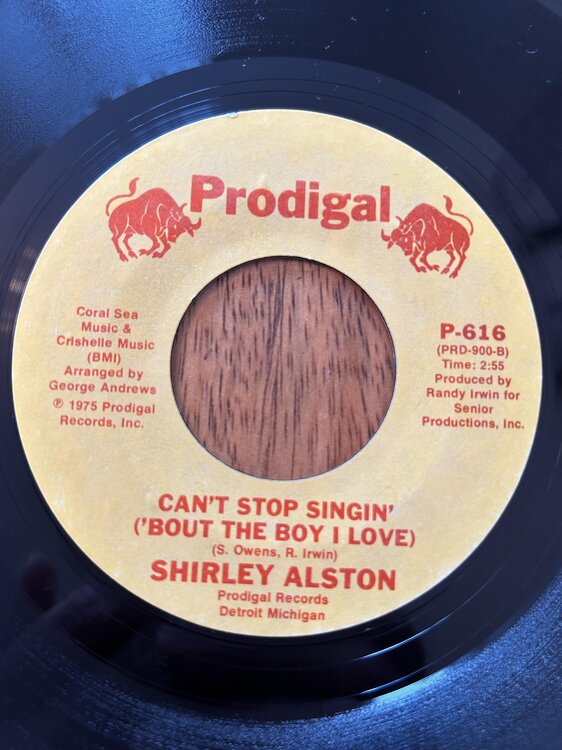 Prodigal
Coral Sea
Music &
Crishelle Music
(BMI)
Arranged by
George Andrews
℗ 1975 Prodigal
Records, Inc.
P-616
(PRD-900-B)
Time: 2:55
Produced by
Randy Irwin for
Senior
Productions, Inc.
CAN'T STOP SINGIN'
('BOUT THE BOY I LOVE)
(S. Owens, R. Irwin)
SHIRLEY ALSTON
Prodigal Records
Detroit Michigan